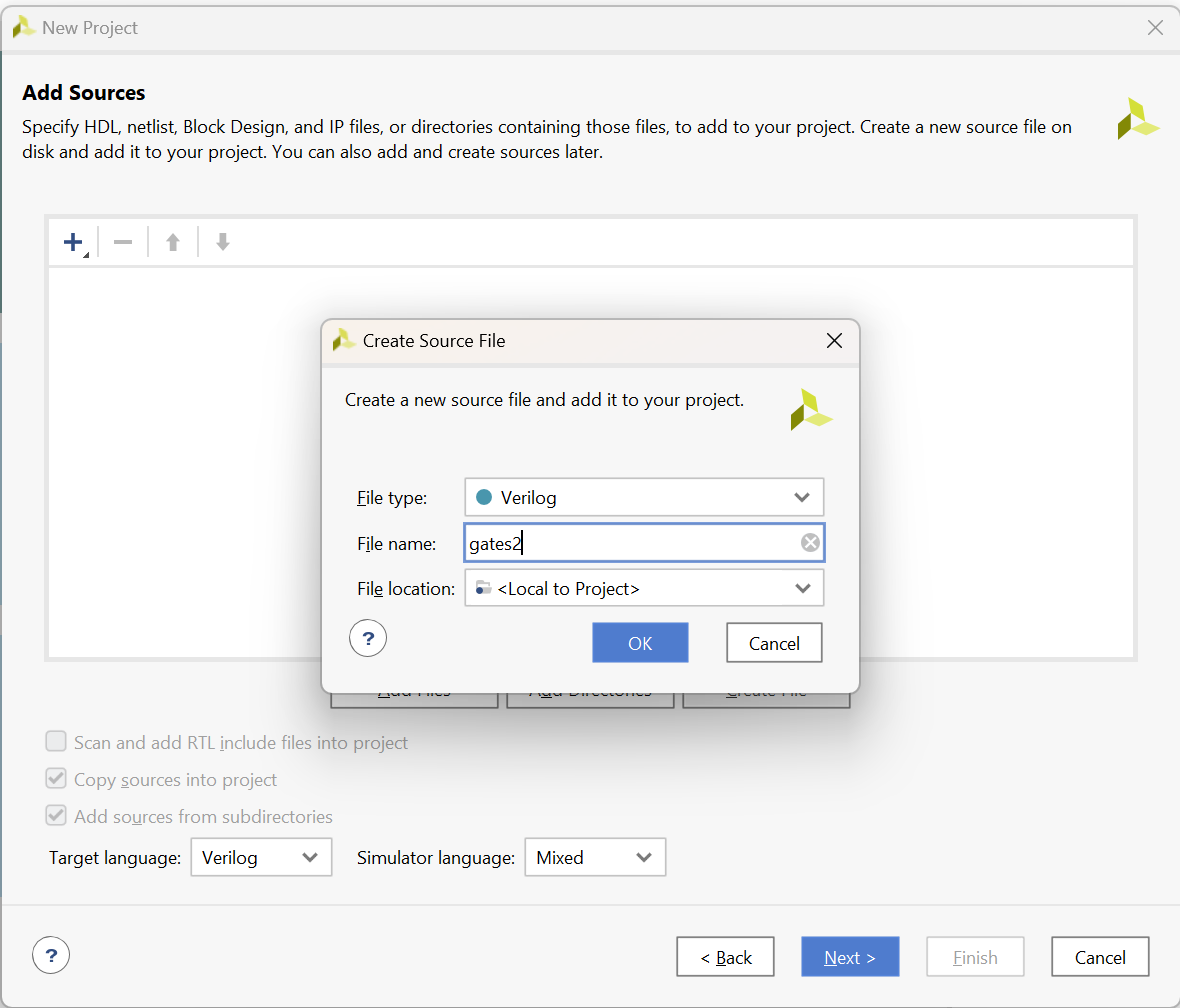 New Project
Add Sources
Specify HDL, netlist, Block Design, and IP files, or directories containing those files, to add to your project. Create a new source file on
disk and add it to your project. You can also add and create sources later.
Create Source File
Create a new source file and add it to your project.
File type: Verilog
File name: gates2
File location: <Local to Project>
?
OK
Cancel
Add Files
Add Directories
Create File
Scan and add RTL include files into project
Copy sources into project
Add sources from subdirectories
Target language: Verilog Simulator language: Mixed
?
< Back
Next >
Finish
Cancel